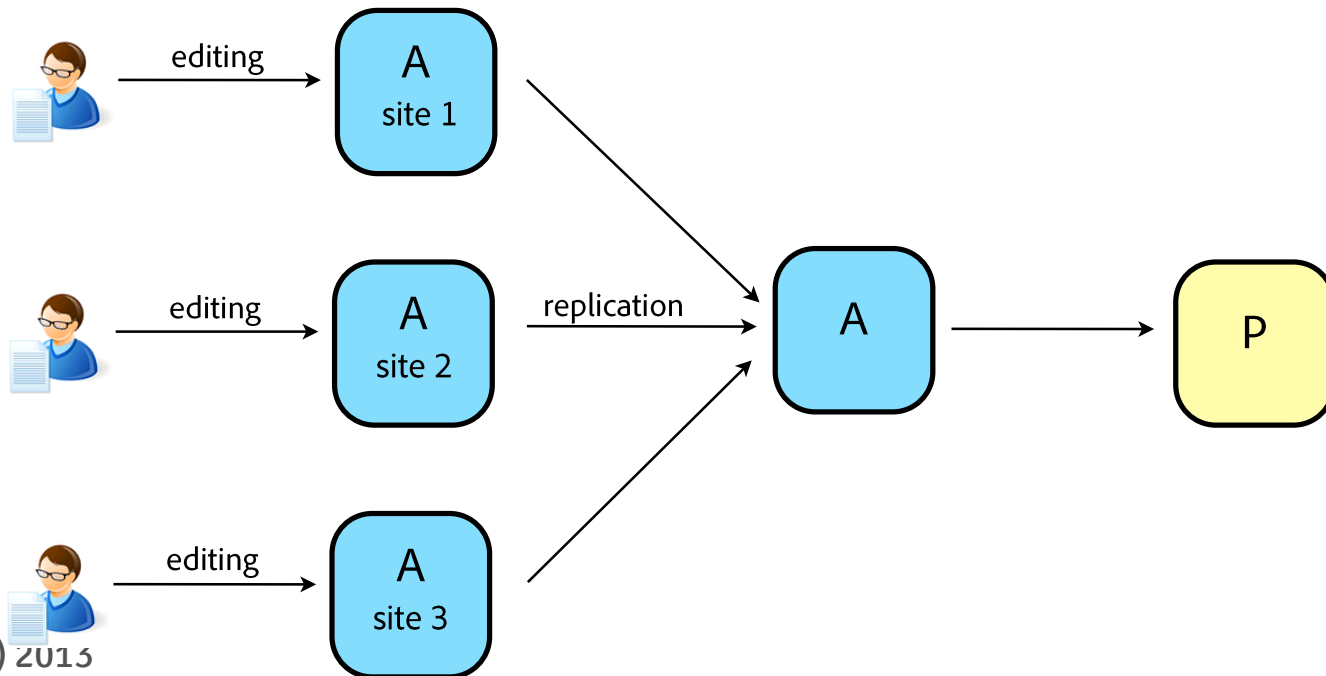 editing
A
site 1
editing
A
site 2
replication
A
P
editing
A
site 3
2013